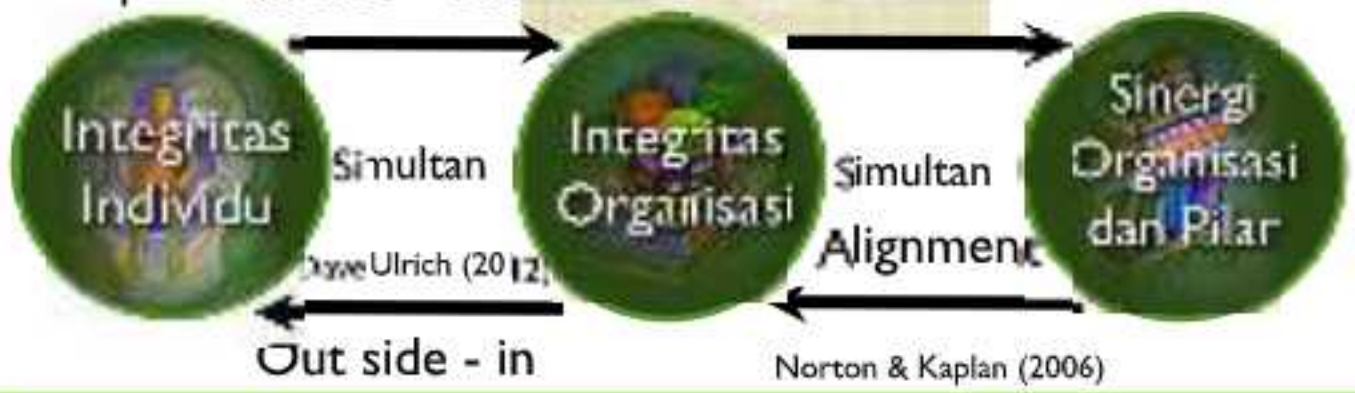 Integritas
Individu
Simultan
Ulrich (2012)
Out side - in
Integritas
Organisasi
Simultan
Alignment
Norton & Kaplan (2006)
Sinergi
Organisasi
dan Pilar